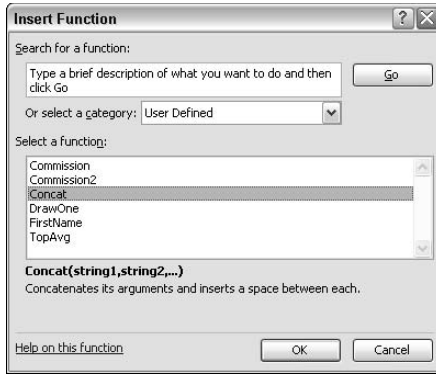 Insert Function
Search for a function:
Type a brief description of what you want to do and then
click Go
Go
Or select a category: User Defined
Select a function:
Commission
Commission2
Concat
DrawOne
FirstName
TopAvg
Concat(string1,string2,...)
Concatenates its arguments and inserts a space between each.
Help on this function
OK
Cancel